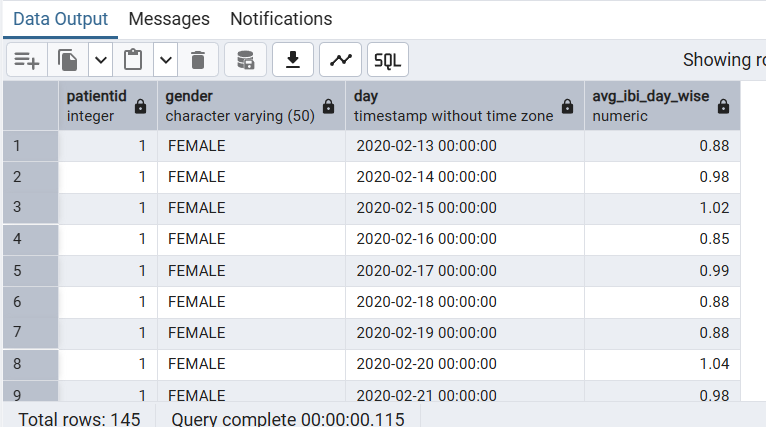 Data Output Messages Notifications
SQL
Showing ro
patientid gender day avg_ibi_day_wise
integer character varying (50) timestamp without time zone numeric
1 1 FEMALE 2020-02-13 00:00:00 0.88
2 1 FEMALE 2020-02-14 00:00:00 0.98
3 1 FEMALE 2020-02-15 00:00:00 1.02
4 1 FEMALE 2020-02-16 00:00:00 0.85
5 1 FEMALE 2020-02-17 00:00:00 0.99
6 1 FEMALE 2020-02-18 00:00:00 0.88
7 1 FEMALE 2020-02-19 00:00:00 0.88
8 1 FEMALE 2020-02-20 00:00:00 1.04
9 1 FEMALE 2020-02-21 00:00:00 0.98
Total rows: 145 Query complete 00:00:00.115